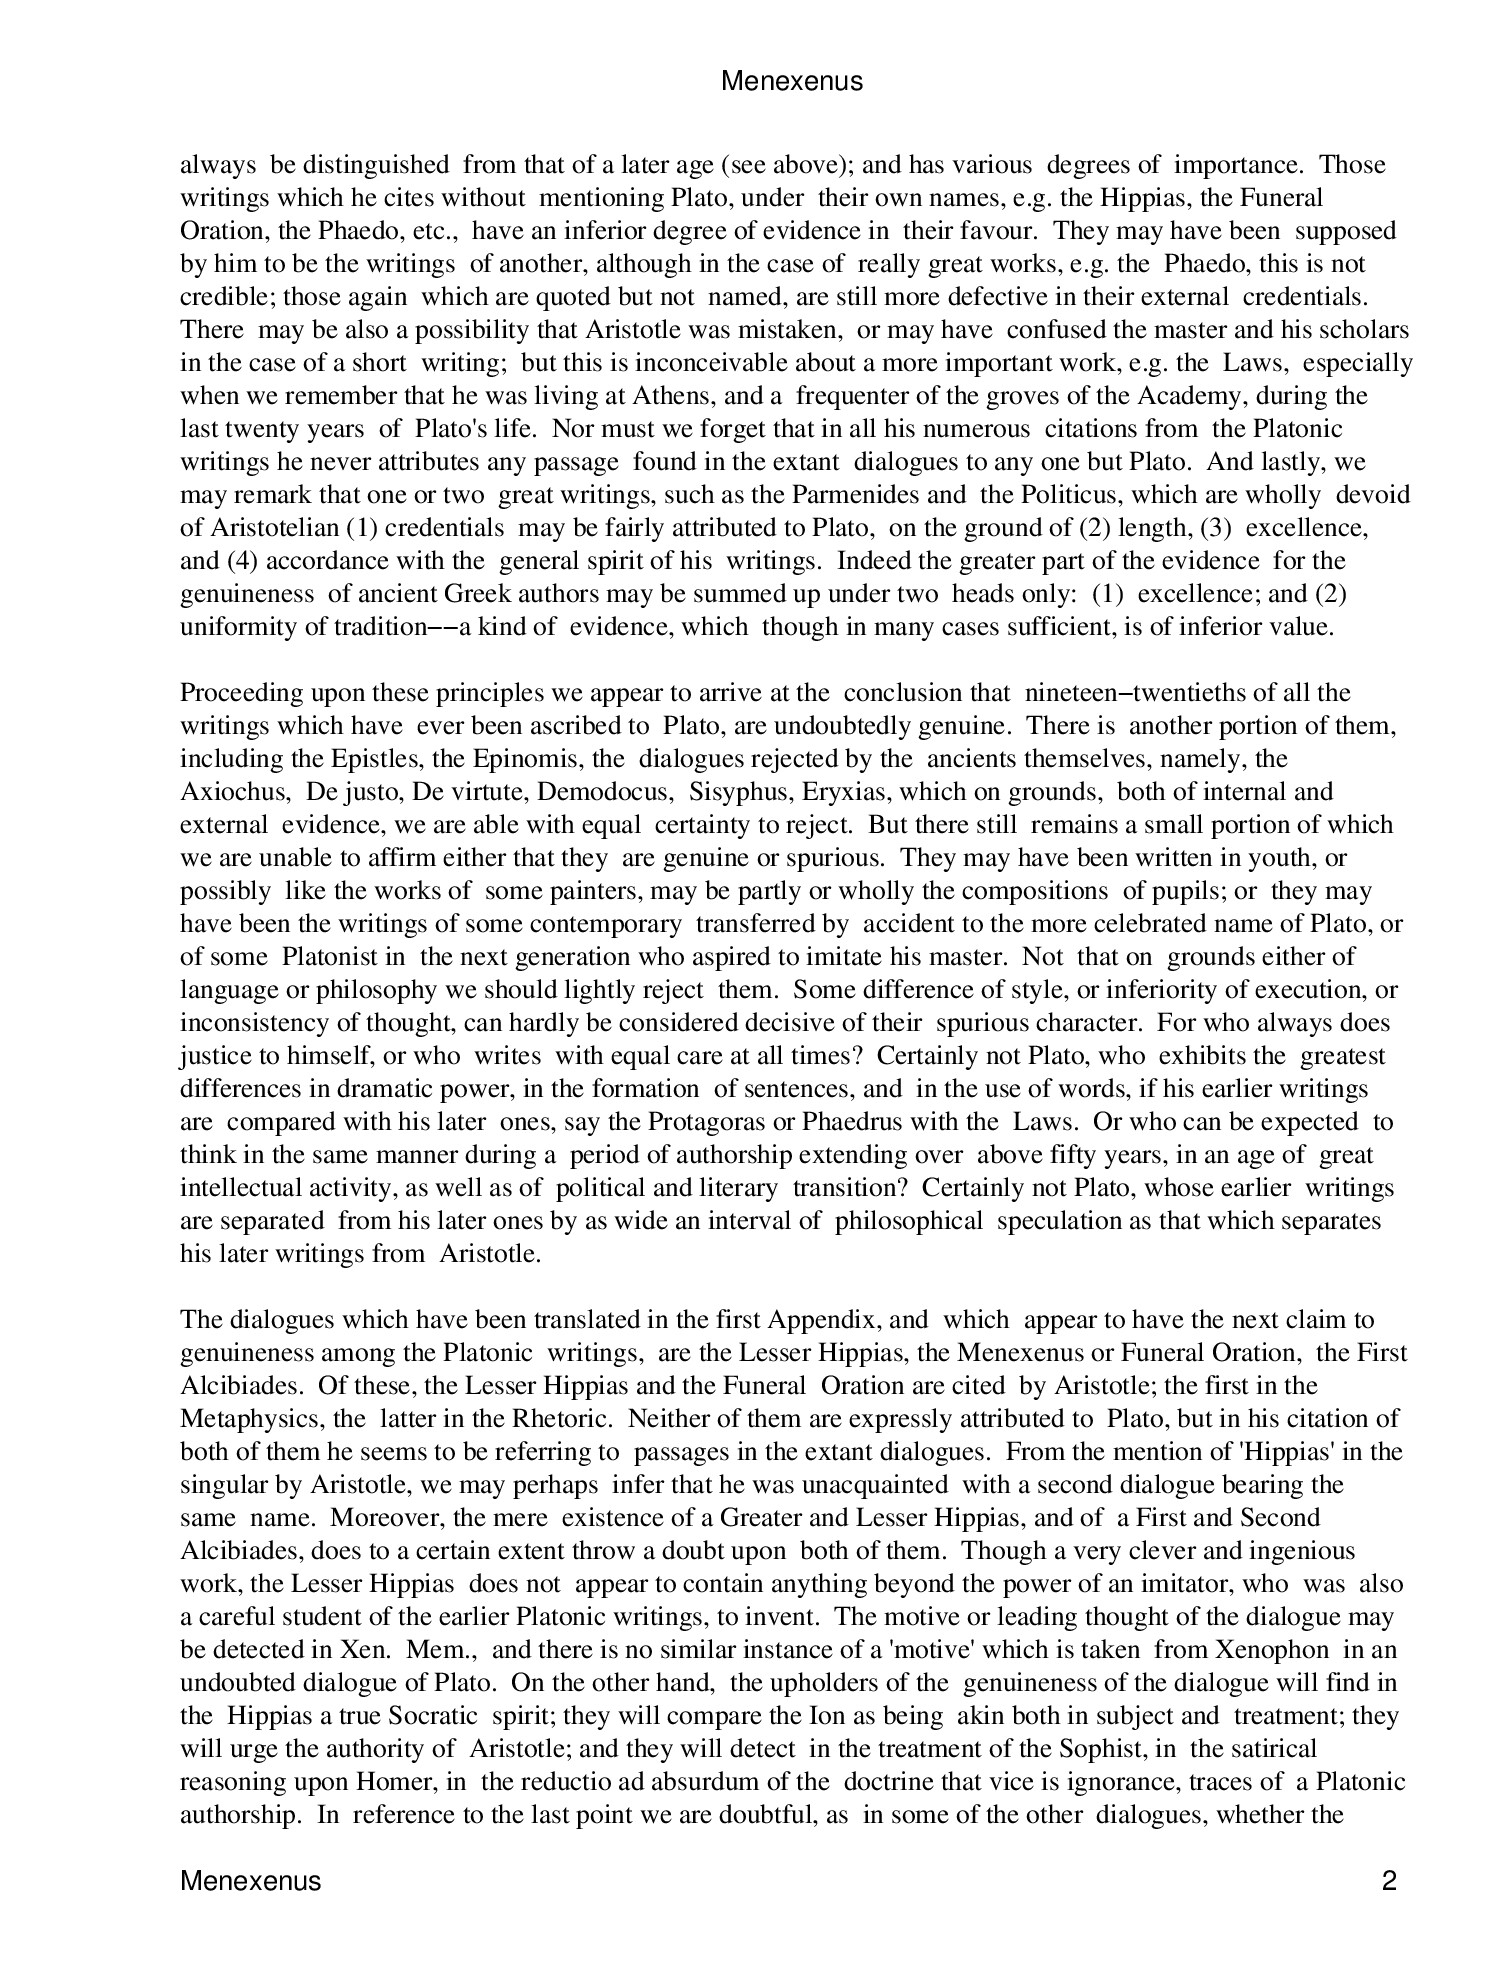 Menexenus
always be distinguished from that of a later age (see above); and has various degrees of importance. Those
writings which he cites without mentioning Plato, under their own names, e.g. the Hippias, the Funeral
Oration, the Phaedo, etc., have an inferior degree of evidence in their favour. They may have been supposed
by him to be the writings of another, although in the case of really great works, e.g. the Phaedo, this is not
credible; those again which are quoted but not named, are still more defective in their external credentials.
There may be also a possibility that Aristotle was mistaken, or may have confused the master and his scholars
in the case of a short writing; but this is inconceivable about a more important work, e.g. the Laws, especially
when we remember that he was living at Athens, and a frequenter of the groves of the Academy, during the
last twenty years of Plato's life. Nor must we forget that in all his numerous citations from the Platonic
writings he never attributes any passage found in the extant dialogues to any one but Plato. And lastly, we
may remark that one or two great writings, such as the Parmenides and the Politicus, which are wholly devoid
of Aristotelian (1) credentials may be fairly attributed to Plato, on the ground of (2) length, (3) excellence,
and (4) accordance with the general spirit of his writings. Indeed the greater part of the evidence for the
genuineness of ancient Greek authors may be summed up under two heads only: (1) excellence; and (2)
uniformity of tradition−−a kind of evidence, which though in many cases sufficient, is of inferior value.
Proceeding upon these principles we appear to arrive at the conclusion that nineteen−twentieths of all the
writings which have ever been ascribed to Plato, are undoubtedly genuine. There is another portion of them,
including the Epistles, the Epinomis, the dialogues rejected by the ancients themselves, namely, the
Axiochus, De justo, De virtute, Demodocus, Sisyphus, Eryxias, which on grounds, both of internal and
external evidence, we are able with equal certainty to reject. But there still remains a small portion of which
we are unable to affirm either that they are genuine or spurious. They may have been written in youth, or
possibly like the works of some painters, may be partly or wholly the compositions of pupils; or they may
have been the writings of some contemporary transferred by accident to the more celebrated name of Plato, or
of some Platonist in the next generation who aspired to imitate his master. Not that on grounds either of
language or philosophy we should lightly reject them. Some difference of style, or inferiority of execution, or
inconsistency of thought, can hardly be considered decisive of their spurious character. For who always does
justice to himself, or who writes with equal care at all times? Certainly not Plato, who exhibits the greatest
differences in dramatic power, in the formation of sentences, and in the use of words, if his earlier writings
are compared with his later ones, say the Protagoras or Phaedrus with the Laws. Or who can be expected to
think in the same manner during a period of authorship extending over above fifty years, in an age of great
intellectual activity, as well as of political and literary transition? Certainly not Plato, whose earlier writings
are separated from his later ones by as wide an interval of philosophical speculation as that which separates
his later writings from Aristotle.
The dialogues which have been translated in the first Appendix, and which appear to have the next claim to
genuineness among the Platonic writings, are the Lesser Hippias, the Menexenus or Funeral Oration, the First
Alcibiades. Of these, the Lesser Hippias and the Funeral Oration are cited by Aristotle; the first in the
Metaphysics, the latter in the Rhetoric. Neither of them are expressly attributed to Plato, but in his citation of
both of them he seems to be referring to passages in the extant dialogues. From the mention of 'Hippias' in the
singular by Aristotle, we may perhaps infer that he was unacquainted with a second dialogue bearing the
same name. Moreover, the mere existence of a Greater and Lesser Hippias, and of a First and Second
Alcibiades, does to a certain extent throw a doubt upon both of them. Though a very clever and ingenious
work, the Lesser Hippias does not appear to contain anything beyond the power of an imitator, who was also
a careful student of the earlier Platonic writings, to invent. The motive or leading thought of the dialogue may
be detected in Xen. Mem., and there is no similar instance of a 'motive' which is taken from Xenophon in an
undoubted dialogue of Plato. On the other hand, the upholders of the genuineness of the dialogue will find in
the Hippias a true Socratic spirit; they will compare the Ion as being akin both in subject and treatment; they
will urge the authority of Aristotle; and they will detect in the treatment of the Sophist, in the satirical
reasoning upon Homer, in the reductio ad absurdum of the doctrine that vice is ignorance, traces of a Platonic
authorship. In reference to the last point we are doubtful, as in some of the other dialogues, whether the
Menexenus 2